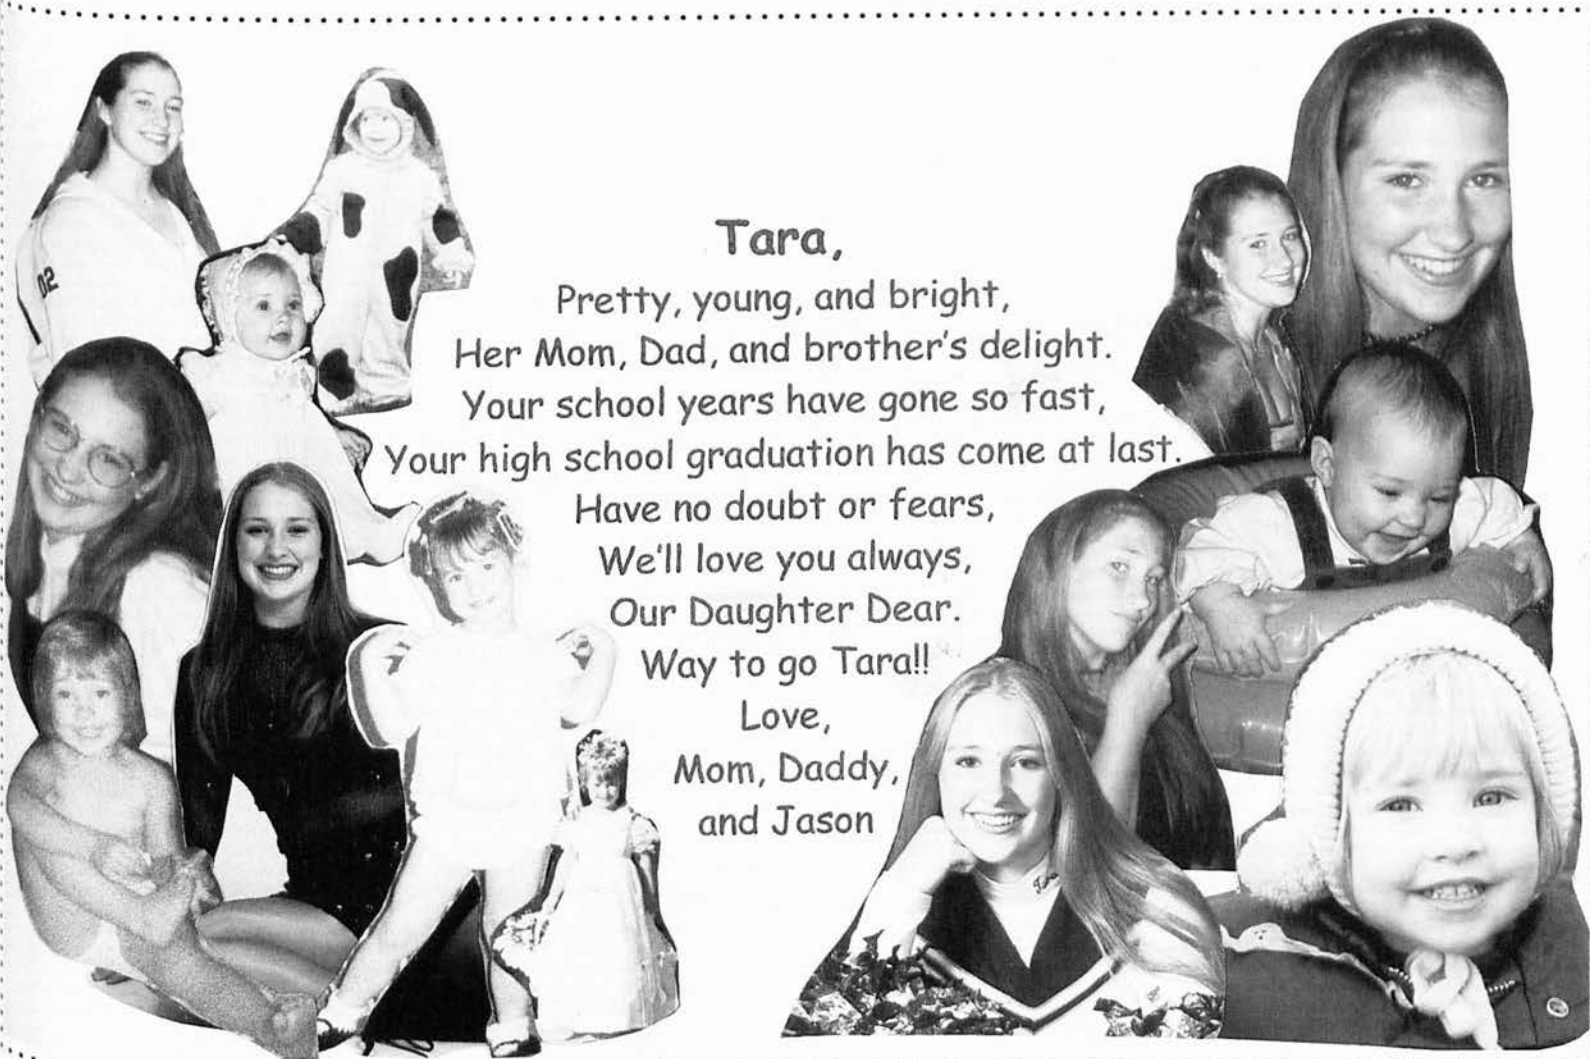 Tara,
Pretty, young, and bright,
Her Mom, Dad, and brother's delight.
Your school years have gone so fast,
Your high school graduation has come at last.
Have no doubt or fears,
We'll love you always,
Our Daughter Dear.
Way to go Tara!!
Love,
Mom, Daddy,
and Jason
02